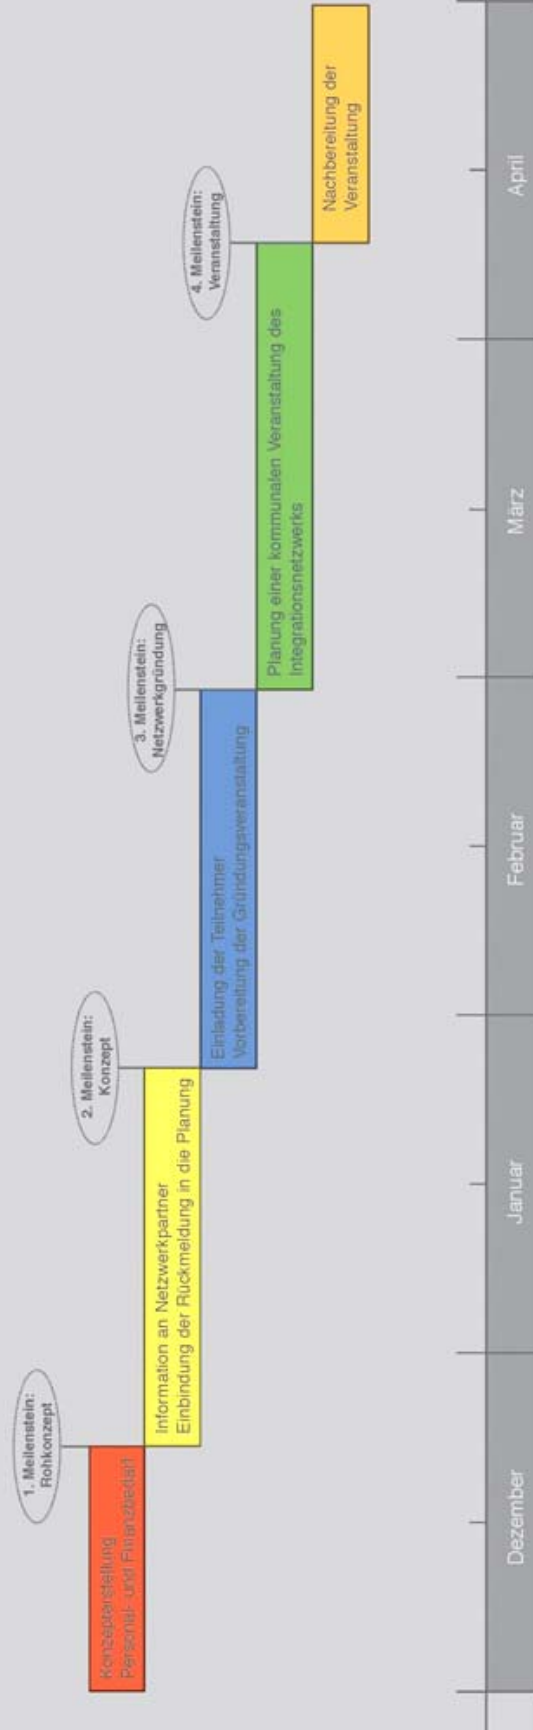 1. Meilenstein:
Rohkonzept
Konzepterstellung
Personal- und Finanzbedarf
2. Meilenstein:
Konzept
Information an Netzwerkpartner
Einbindung der Rückmeldung in die Planung
3. Meilenstein:
Netzwerkgründung
Einladung der Teilnehmer
Vorbereitung der Gründungsveranstaltung
4. Meilenstein:
Veranstaltung
Planung einer kommunalen Veranstaltung des
Integrationsnetzwerks
Nachbereitung der
Veranstaltung
Dezember
Januar
Februar
März
April